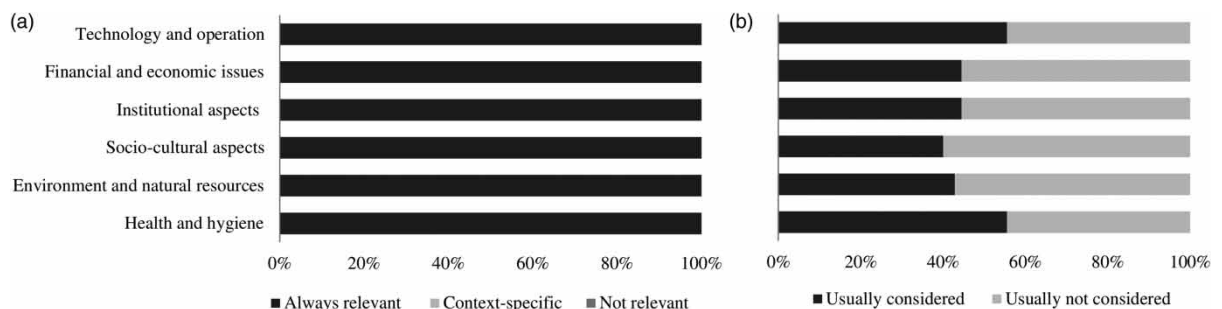 (a)
Technology and operation
Financial and economic issues
Institutional aspects
Socio-cultural aspects
Environment and natural resources
Health and hygiene
0% 20% 40% 60% 80% 100%
Always relevant Context-specific Not relevant
(b)
0% 20% 40% 60% 80% 100%
Usually considered Usually not considered